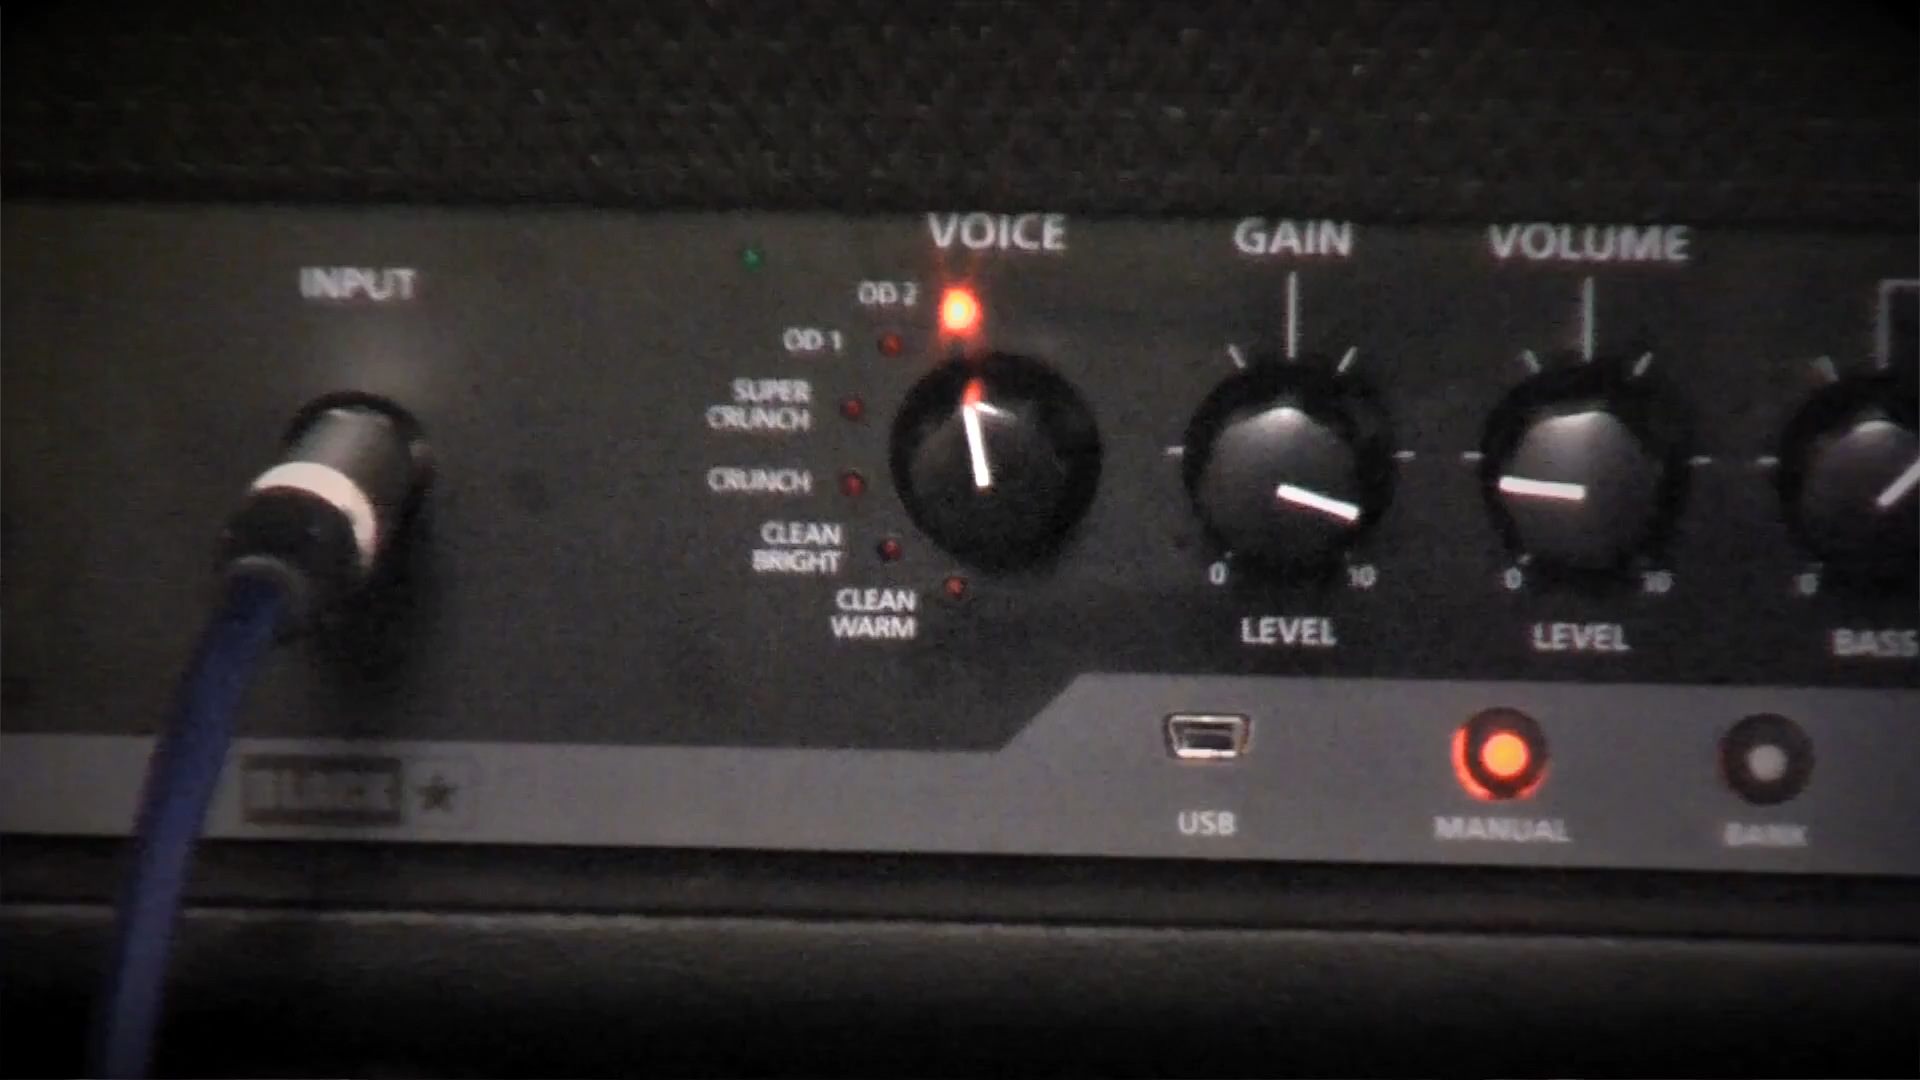 INPUT
VOICE
OD 2
OD 1
SUPER
CRUNCH
CRUNCH
CLEAN
BRIGHT
CLEAN
WARM
GAIN
0
10
LEVEL
VOLUME
0
10
LEVEL
0
BASS
USB
MANUAL
BANK